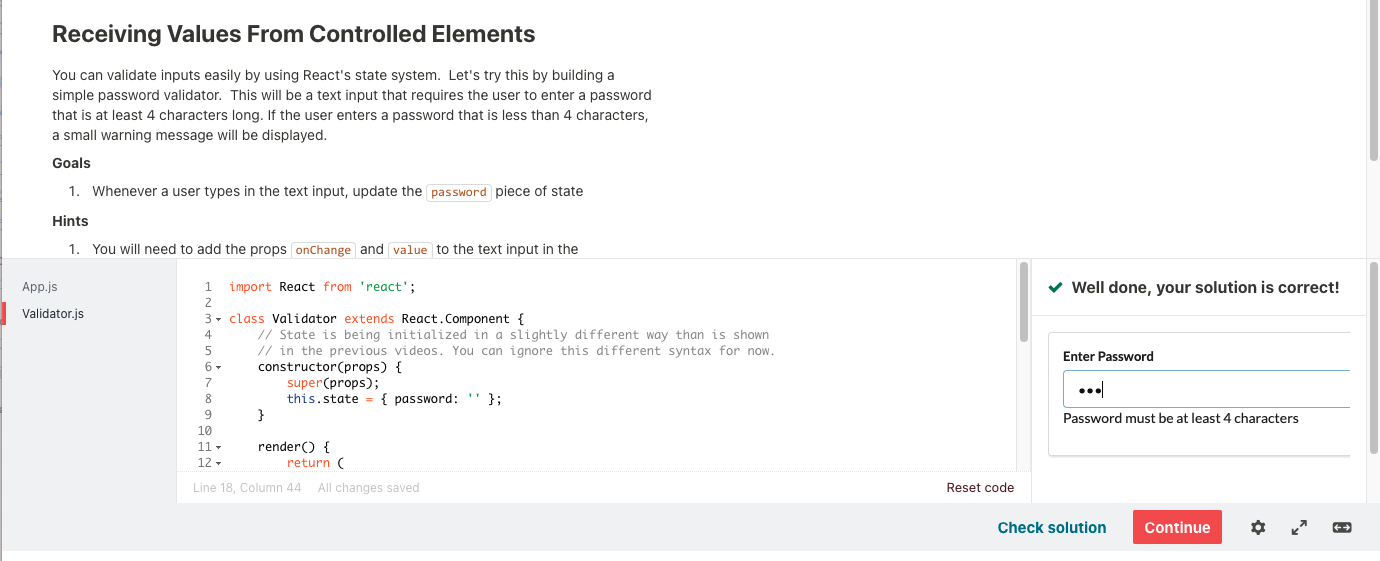 Receiving Values From Controlled Elements
You can validate inputs easily by using React's state system.  Let's try this by building a
simple password validator.  This will be a text input that requires the user to enter a password
that is at least 4 characters long. If the user enters a password that is less than 4 characters,
a small warning message will be displayed.
Goals
1. Whenever a user types in the text input, update the password piece of state
Hints
1. You will need to add the props onChange and value to the text input in the
App.js
Validator.js
1 import React from 'react';
2
3 class Validator extends React.Component {
4     // State is being initialized in a slightly different way than is shown
5     // in the previous videos. You can ignore this different syntax for now.
6     constructor(props) {
7         super(props);
8         this.state = { password: '' };
9     }
10
11     render() {
12         return (
Line 18, Column 44 All changes saved
Reset code
Well done, your solution is correct!
Enter Password
•••
Password must be at least 4 characters
Check solution
Continue